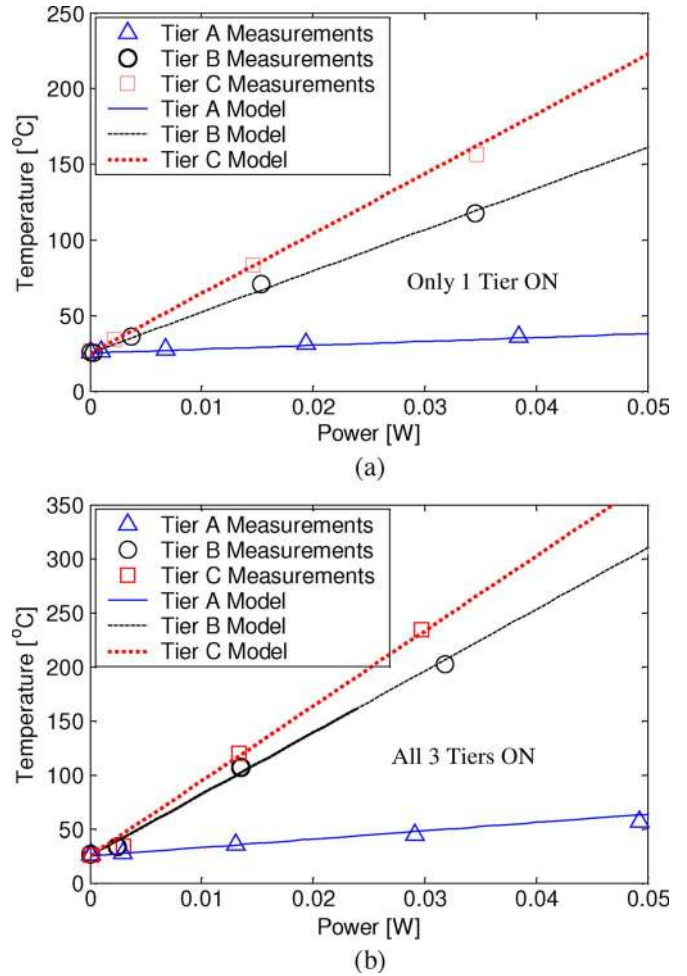 250
200
150
100
50
0
Temperature [°C]
Tier A Measurements
Tier B Measurements
Tier C Measurements
Tier A Model
Tier B Model
Tier C Model
Only 1 Tier ON
0 0.01 0.02 0.03 0.04 0.05
Power [W]
(a)
350
300
250
200
150
100
50
0
Temperature [°C]
Tier A Measurements
Tier B Measurements
Tier C Measurements
Tier A Model
Tier B Model
Tier C Model
All 3 Tiers ON
0 0.01 0.02 0.03 0.04 0.05
Power [W]
(b)